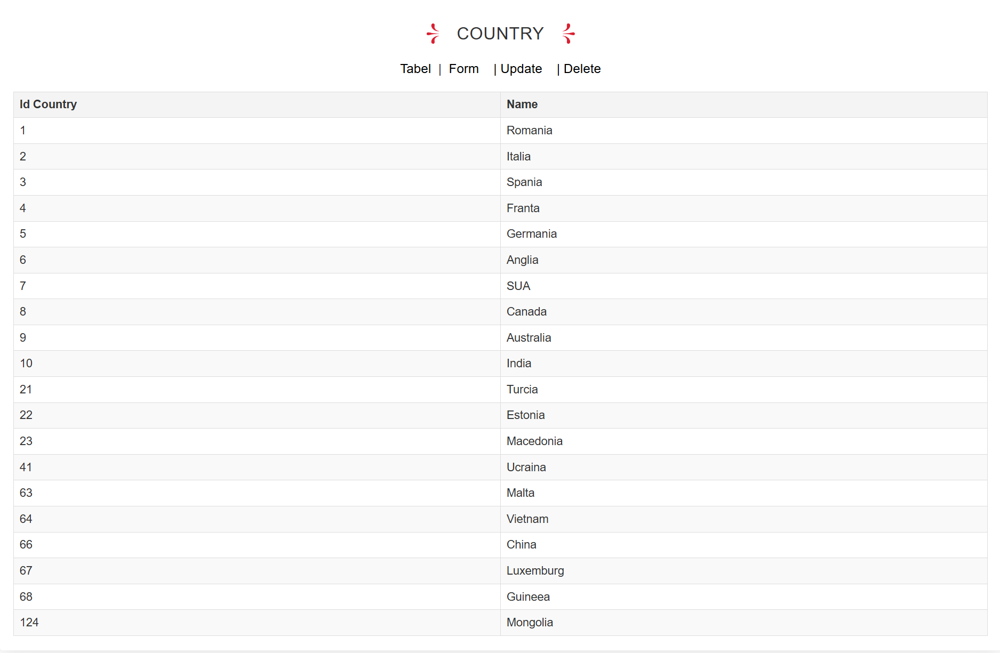 COUNTRY
Tabel | Form | Update | Delete
Id Country Name
1 Romania
2 Italia
3 Spania
4 Franta
5 Germania
6 Anglia
7 SUA
8 Canada
9 Australia
10 India
21 Turcia
22 Estonia
23 Macedonia
41 Ucraina
63 Malta
64 Vietnam
66 China
67 Luxemburg
68 Guineea
124 Mongolia